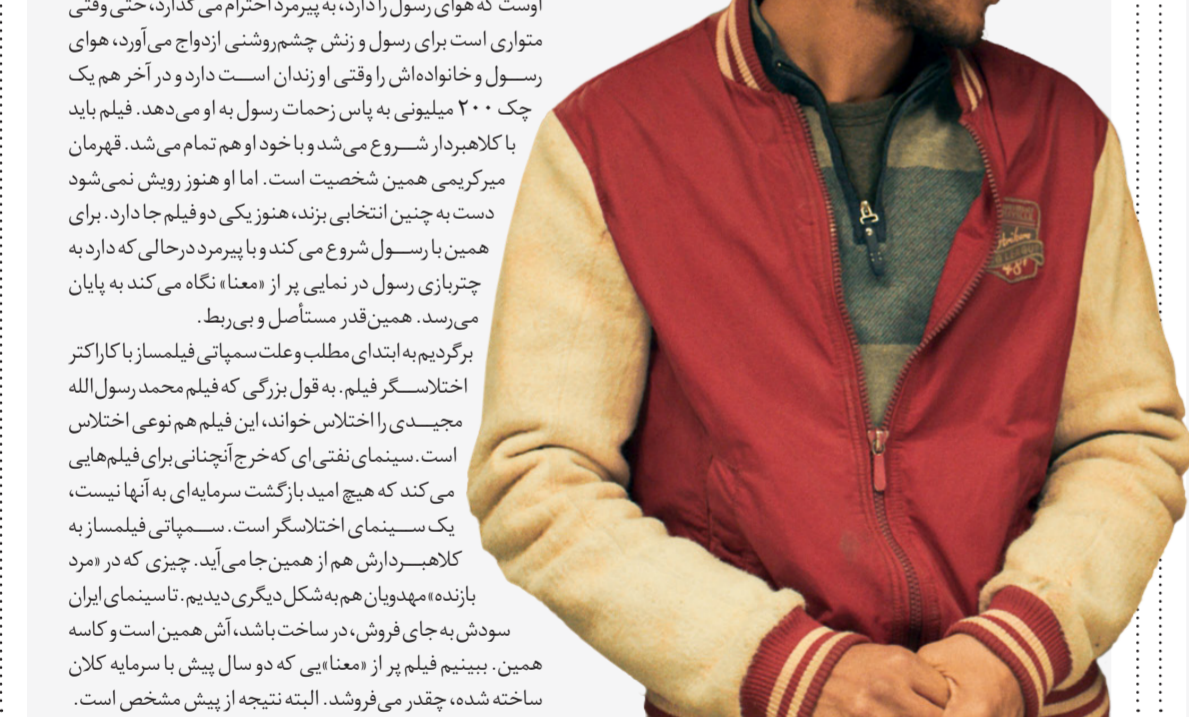 اوست که هوای رسول را دارد، به پیرمرد احترام می‌گذارد، حتی وقتی
متواری است برای رسول و زنش چشم‌روشنی ازدواج می‌آورد، هوای
رسول و خانواده‌اش را وقتی او زندان است دارد و در آخر هم یک
چک ۲۰۰ میلیونی به پاس زحمات رسول به او می‌دهد. فیلم باید
با کلاهبردار شروع می‌شد و با خود او هم تمام می‌شد. قهرمان
میرکریمی همین شخصیت است. اما او هنوز رویش نمی‌شود
دست به چنین انتخابی بزند، هنوز یکی دو فیلم جا دارد. برای
همین با رسول شروع می‌کند و با پیرمرد درحالی که دارد به
چتربازی رسول در نمایی پر از «معنا» نگاه می‌کند به پایان
می‌رسد. همین‌قدر مستأصل و بی‌ربط.
برگردیم به ابتدای مطلب و علت سمپاتی فیلمساز با کاراکتر
اختلاسگر فیلم. به قول بزرگی که فیلم محمد رسول‌الله
مجیدی را اختلاس خواند، این فیلم هم نوعی اختلاس
است. سینمای نفتی‌ای که خرج آنچنانی برای فیلم‌هایی
می‌کند که هیچ امید بازگشت سرمایه‌ای به آنها نیست،
یک سینمای اختلاسگر است. سمپاتی فیلمساز به
کلاهبردارش هم از همین جا می‌آید. چیزی که در «مرد
بازنده» مهدویان هم به شکل دیگری دیدیم. تا سینمای ایران
سودش به جای فروش، در ساخت باشد، آش همین است و کاسه
همین. ببینیم فیلم پر از «معنا»یی که دو سال پیش با سرمایه کلان
ساخته شده، چقدر می‌فروشد. البته نتیجه از پیش مشخص است.